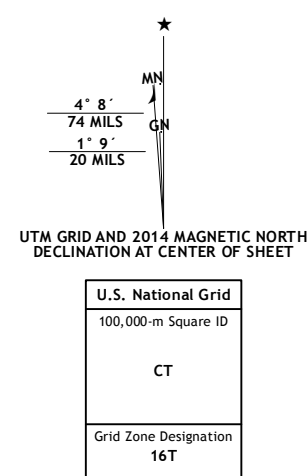 ★
MN
4° 8´
74 MILS
GN
1° 9´
20 MILS
UTM GRID AND 2014 MAGNETIC NORTH
DECLINATION AT CENTER OF SHEET
U.S. National Grid
100,000-m Square ID
CT
Grid Zone Designation
16T